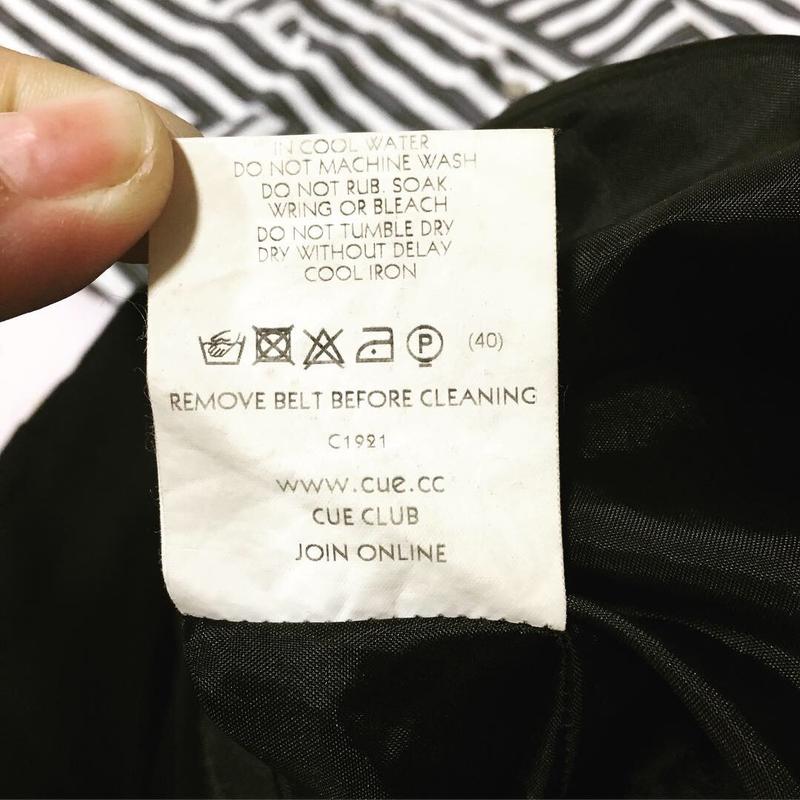 IN COOL WATER
DO NOT MACHINE WASH
DO NOT RUB. SOAK.
WRING OR BLEACH
DO NOT TUMBLE DRY
DRY WITHOUT DELAY
COOL IRON
P (40)
REMOVE BELT BEFORE CLEANING
C1921
www.cue.cc
CUE CLUB
JOIN ONLINE